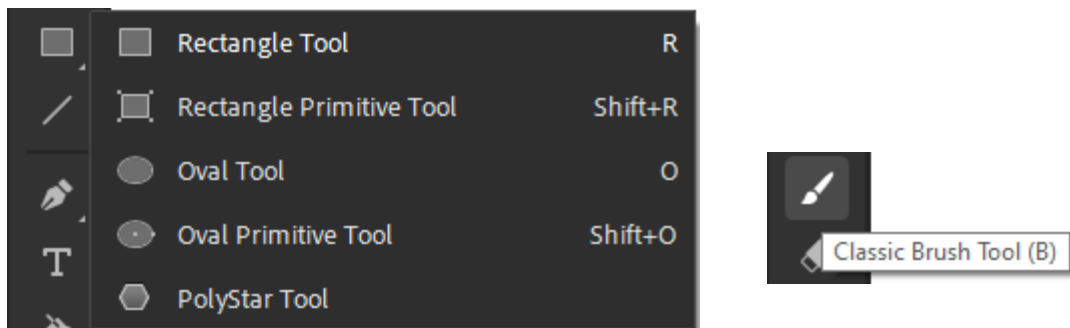 Rectangle Tool R
Rectangle Primitive Tool Shift+R
Oval Tool O
Oval Primitive Tool Shift+O
PolyStar Tool
T
Classic Brush Tool (B)